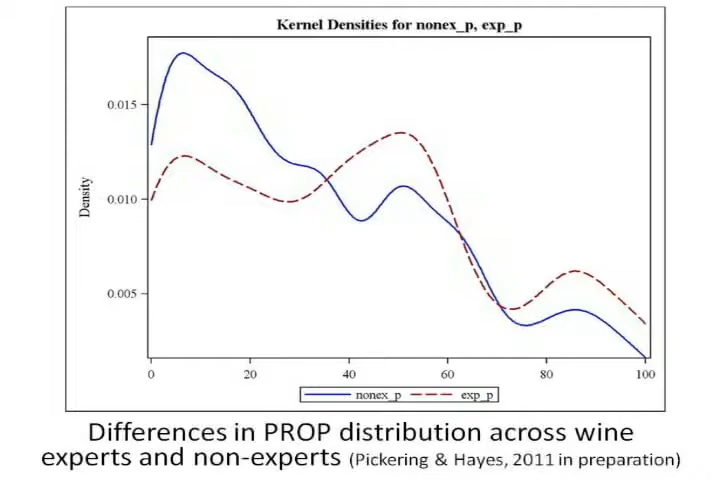 Kernel Densities for nonex_p, exp_p
Density
0.015
0.010
0.005
0 20 40 60 80 100
nonex_p exp_p
Differences in PROP distribution across wine
experts and non-experts (Pickering & Hayes, 2011 in preparation)